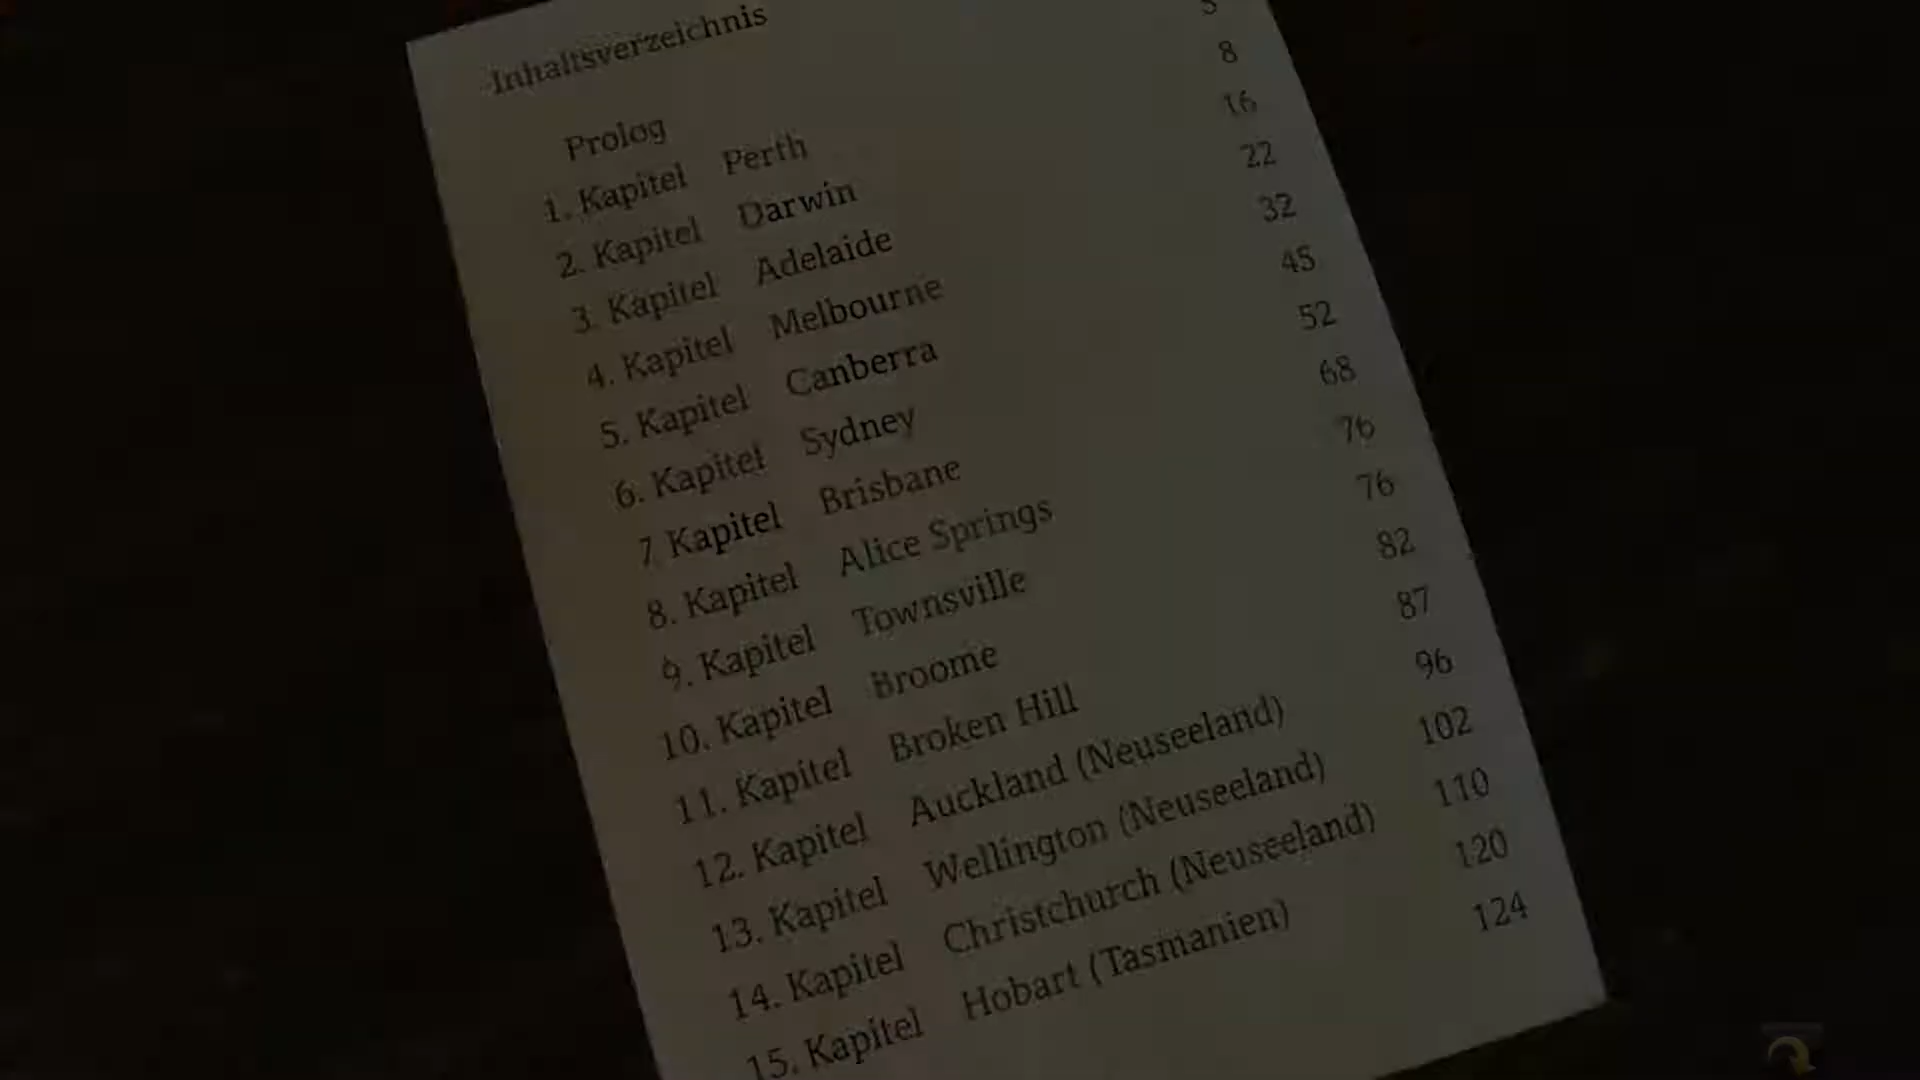 Inhaltsverzeichnis
Prolog 5
1. Kapitel Perth 8
2. Kapitel Darwin 16
3. Kapitel Adelaide 22
4. Kapitel Melbourne 32
5. Kapitel Canberra 45
6. Kapitel Sydney 52
7 Kapitel Brisbane 68
8. Kapitel Alice Springs 76
9. Kapitel Townsville 76
10. Kapitel Broome 82
11. Kapitel Broken Hill 87
12. Kapitel Auckland (Neuseeland) 96
13. Kapitel Wellington (Neuseeland) 102
14. Kapitel Christchurch (Neuseeland) 110
15. Kapitel Hobart (Tasmanien) 120
124